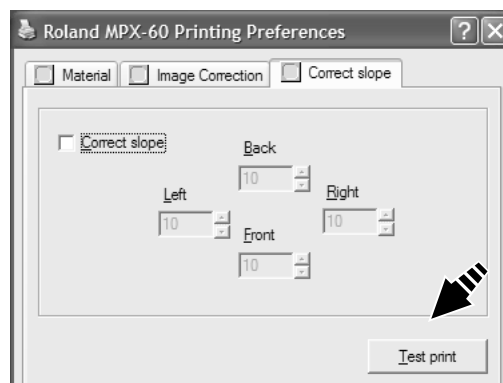 Roland MPX-60 Printing Preferences
Material Image Correction Correct slope
Correct slope
Back
10
Left
10
Right
10
Front
10
Test print